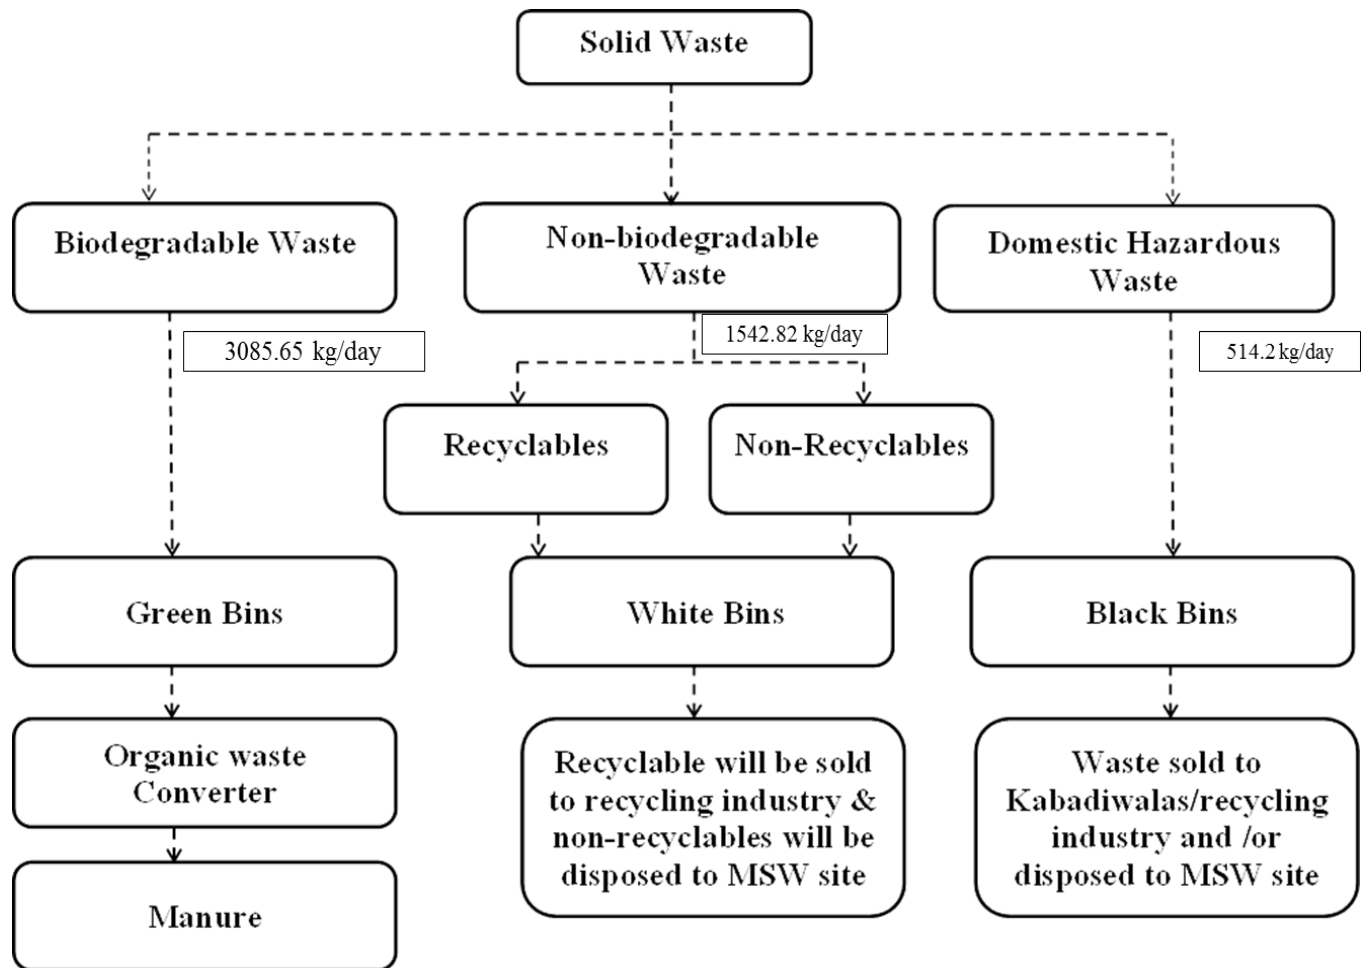 Solid Waste
Biodegradable Waste
Non-biodegradable
Waste
Domestic Hazardous
Waste
3085.65 kg/day
1542.82 kg/day
514.2 kg/day
Recyclables
Non-Recyclables
Green Bins
White Bins
Black Bins
Organic waste
Converter
Recyclable will be sold
to recycling industry &
non-recyclables will be
disposed to MSW site
Waste sold to
Kabadiwalas/recycling
industry and /or
disposed to MSW site
Manure